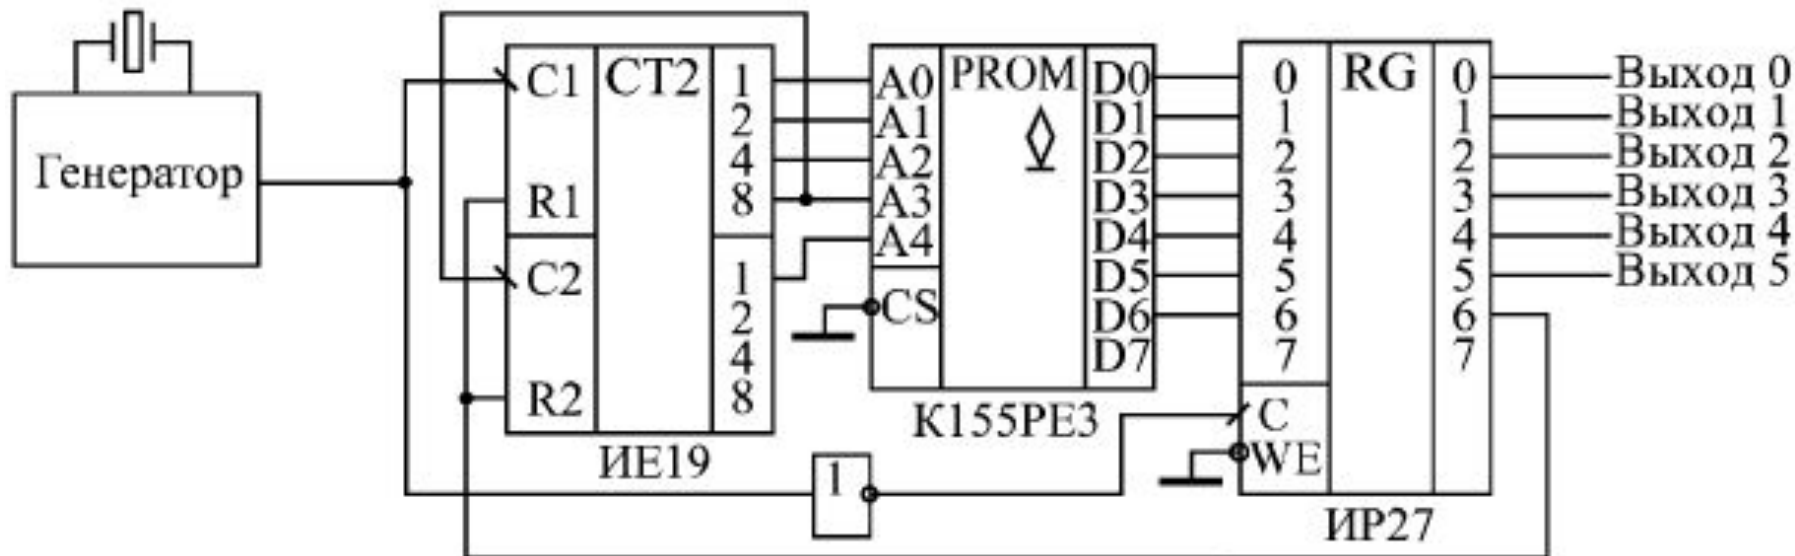 Генератор
C1 CT2 1
2
4
R1 8
C2 1
2
4
R2 8
ИЕ19
A0 PROM D0
A1 D1
A2 D2
A3 D3
A4 D4
D5
CS D6
D7
К155РЕ3
1
0 RG 0
1 1
2 2
3 3
4 4
5 5
6 6
7 7
C
WE
ИР27
Выход 0
Выход 1
Выход 2
Выход 3
Выход 4
Выход 5